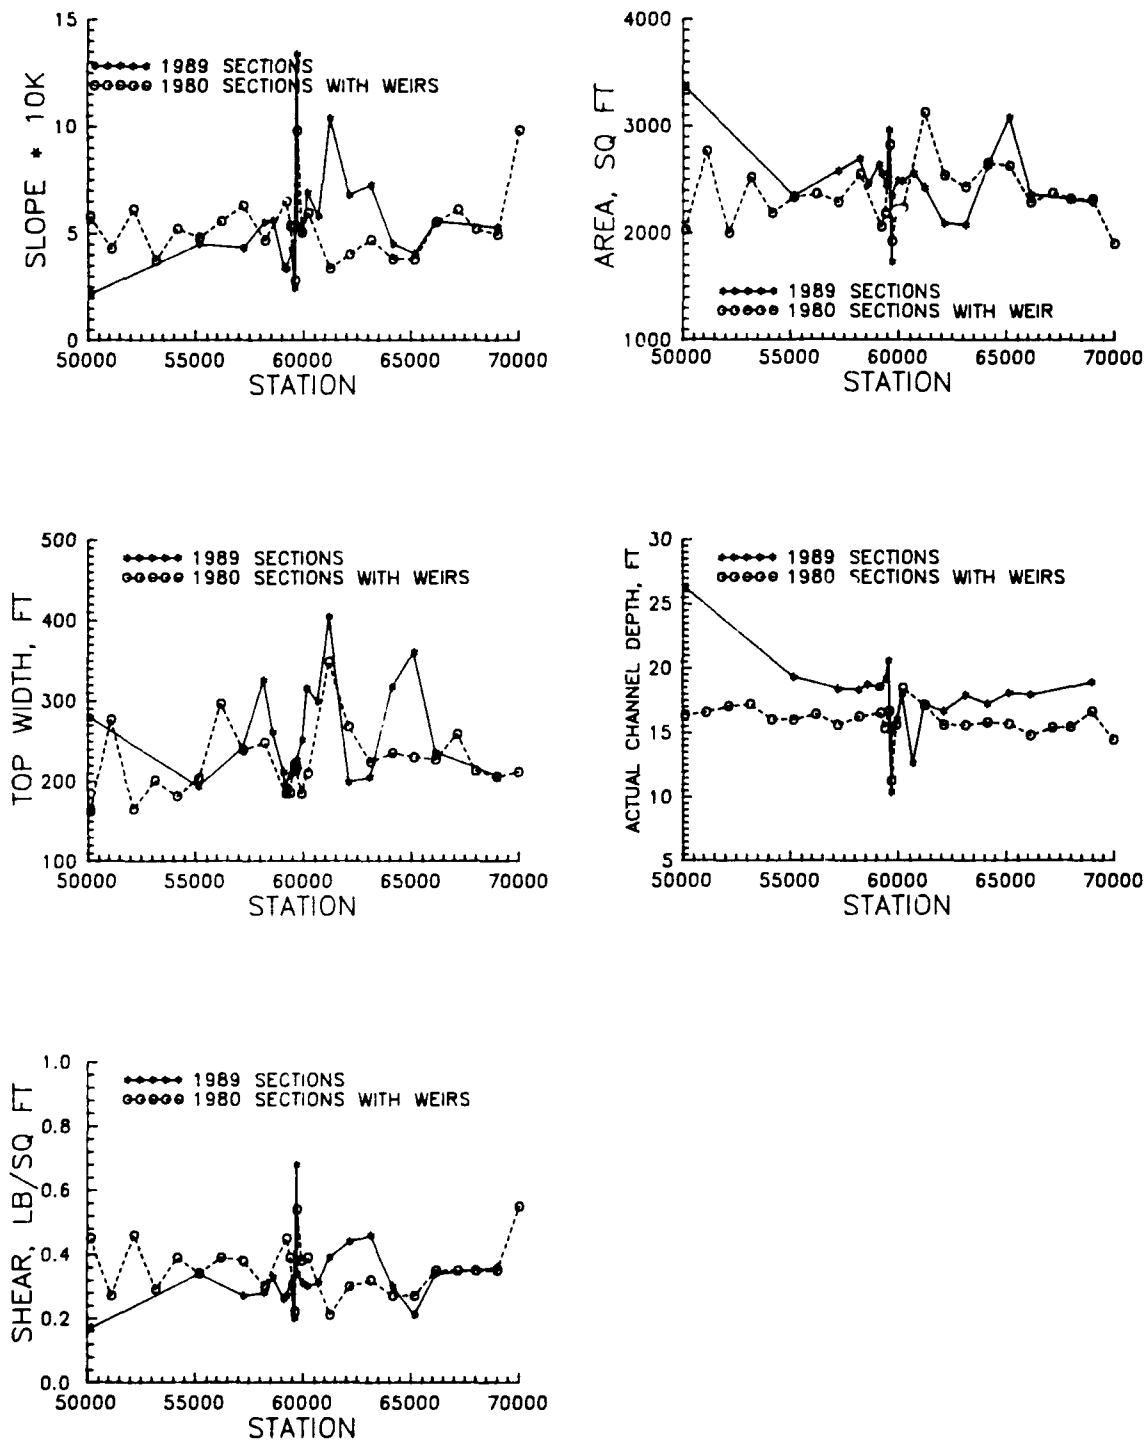 15
10
5
0
SLOPE * 10K
1989 SECTIONS
1980 SECTIONS WITH WEIRS
50000 55000 60000 65000 70000
STATION
4000
3000
2000
1000
AREA, SQ FT
1989 SECTIONS
1980 SECTIONS WITH WEIR
50000 55000 60000 65000 70000
STATION
500
400
300
200
100
TOP WIDTH, FT
1989 SECTIONS
1980 SECTIONS WITH WEIRS
50000 55000 60000 65000 70000
STATION
30
25
20
15
10
5
ACTUAL CHANNEL DEPTH, FT
1989 SECTIONS
1980 SECTIONS WITH WEIRS
50000 55000 60000 65000 70000
STATION
1.0
0.8
0.6
0.4
0.2
0.0
SHEAR, LB/SQ FT
1989 SECTIONS
1980 SECTIONS WITH WEIRS
50000 55000 60000 65000 70000
STATION